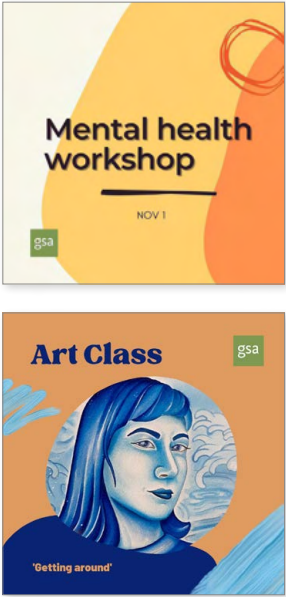 Mental health
workshop
NOV 1
gsa
Art Class
gsa
'Getting around'